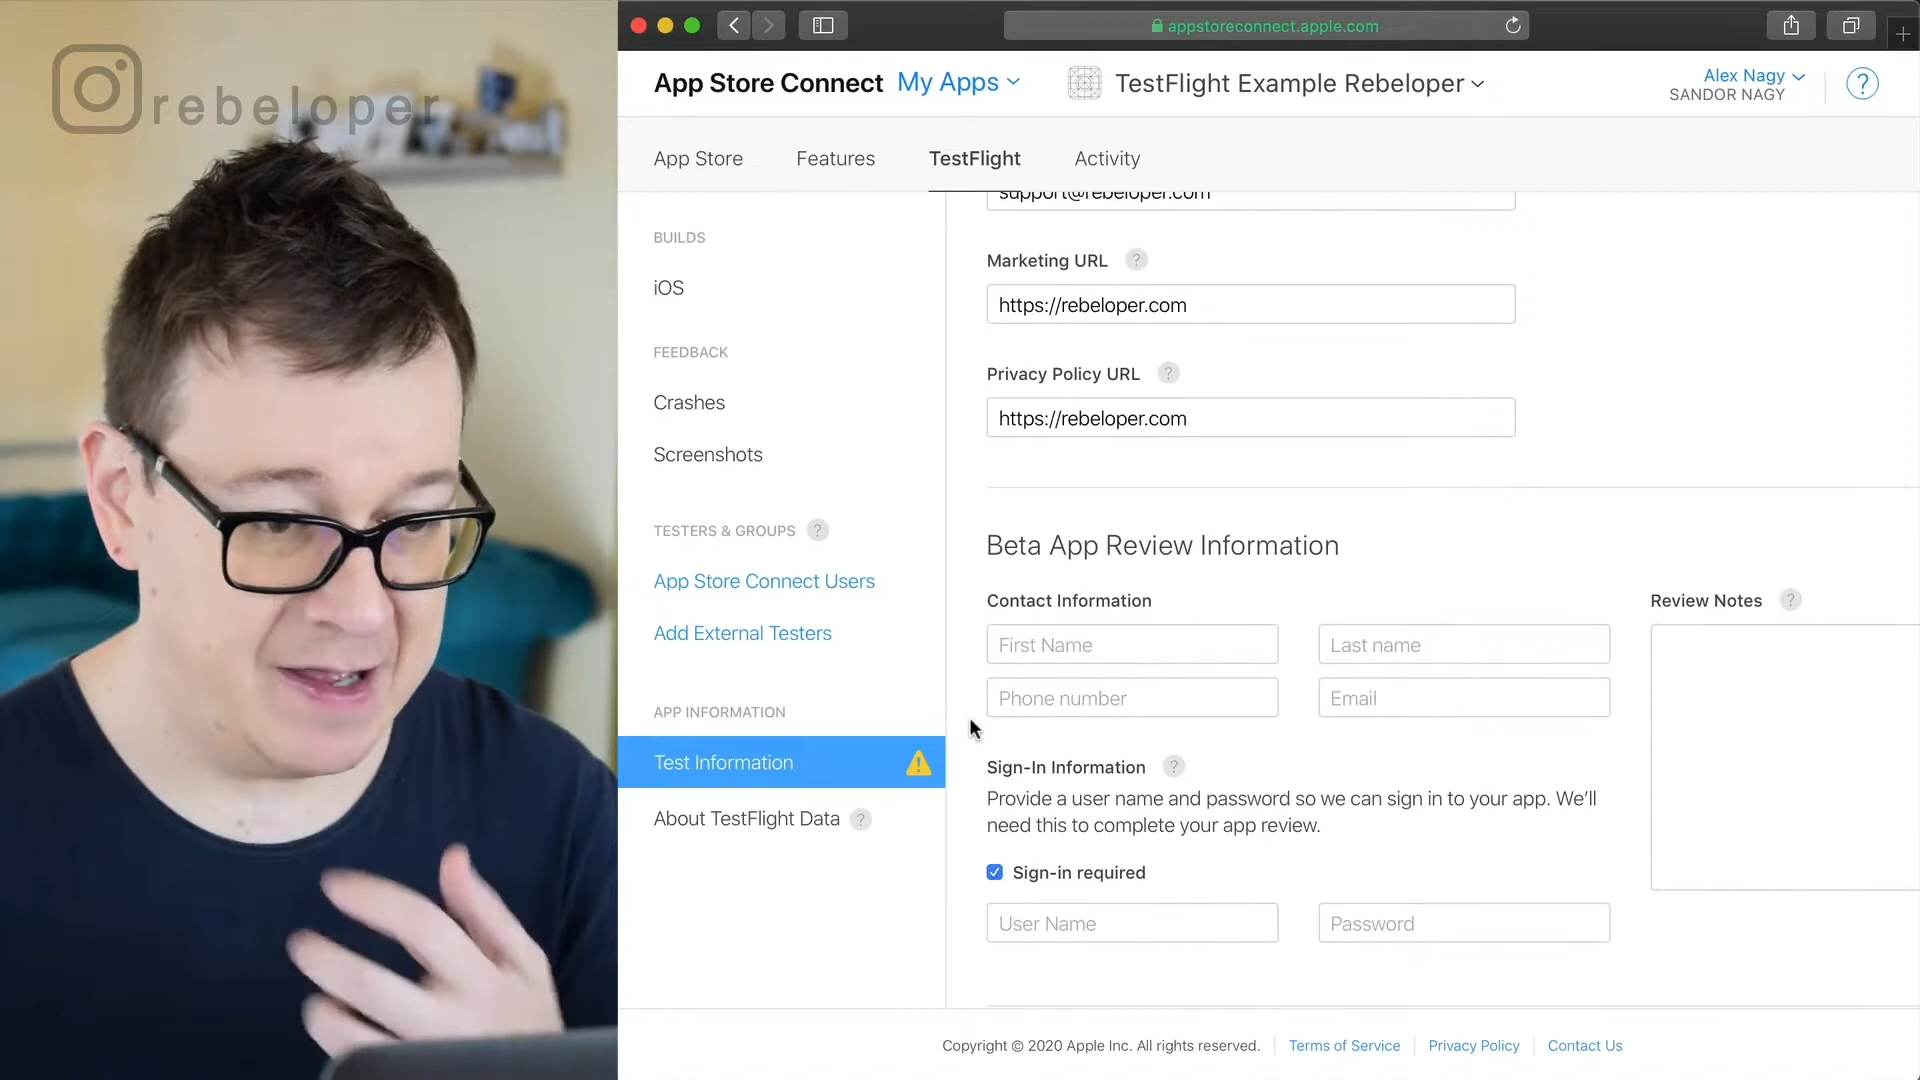 rebeloper
appstoreconnect.apple.com
App Store Connect My Apps TestFlight Example Rebeloper Alex Nagy
SANDOR NAGY
?
App Store Features TestFlight Activity
support@rebeloper.com
BUILDS
iOS
FEEDBACK
Crashes
Screenshots
TESTERS & GROUPS ?
App Store Connect Users
Add External Testers
APP INFORMATION
Test Information
About TestFlight Data ?
Marketing URL ?
https://rebeloper.com
Privacy Policy URL ?
https://rebeloper.com
Beta App Review Information
Contact Information
First Name Last name
Phone number Email
Review Notes ?
Sign-In Information ?
Provide a user name and password so we can sign in to your app. We’ll
need this to complete your app review.
Sign-in required
User Name Password
Copyright © 2020 Apple Inc. All rights reserved. Terms of Service Privacy Policy Contact Us